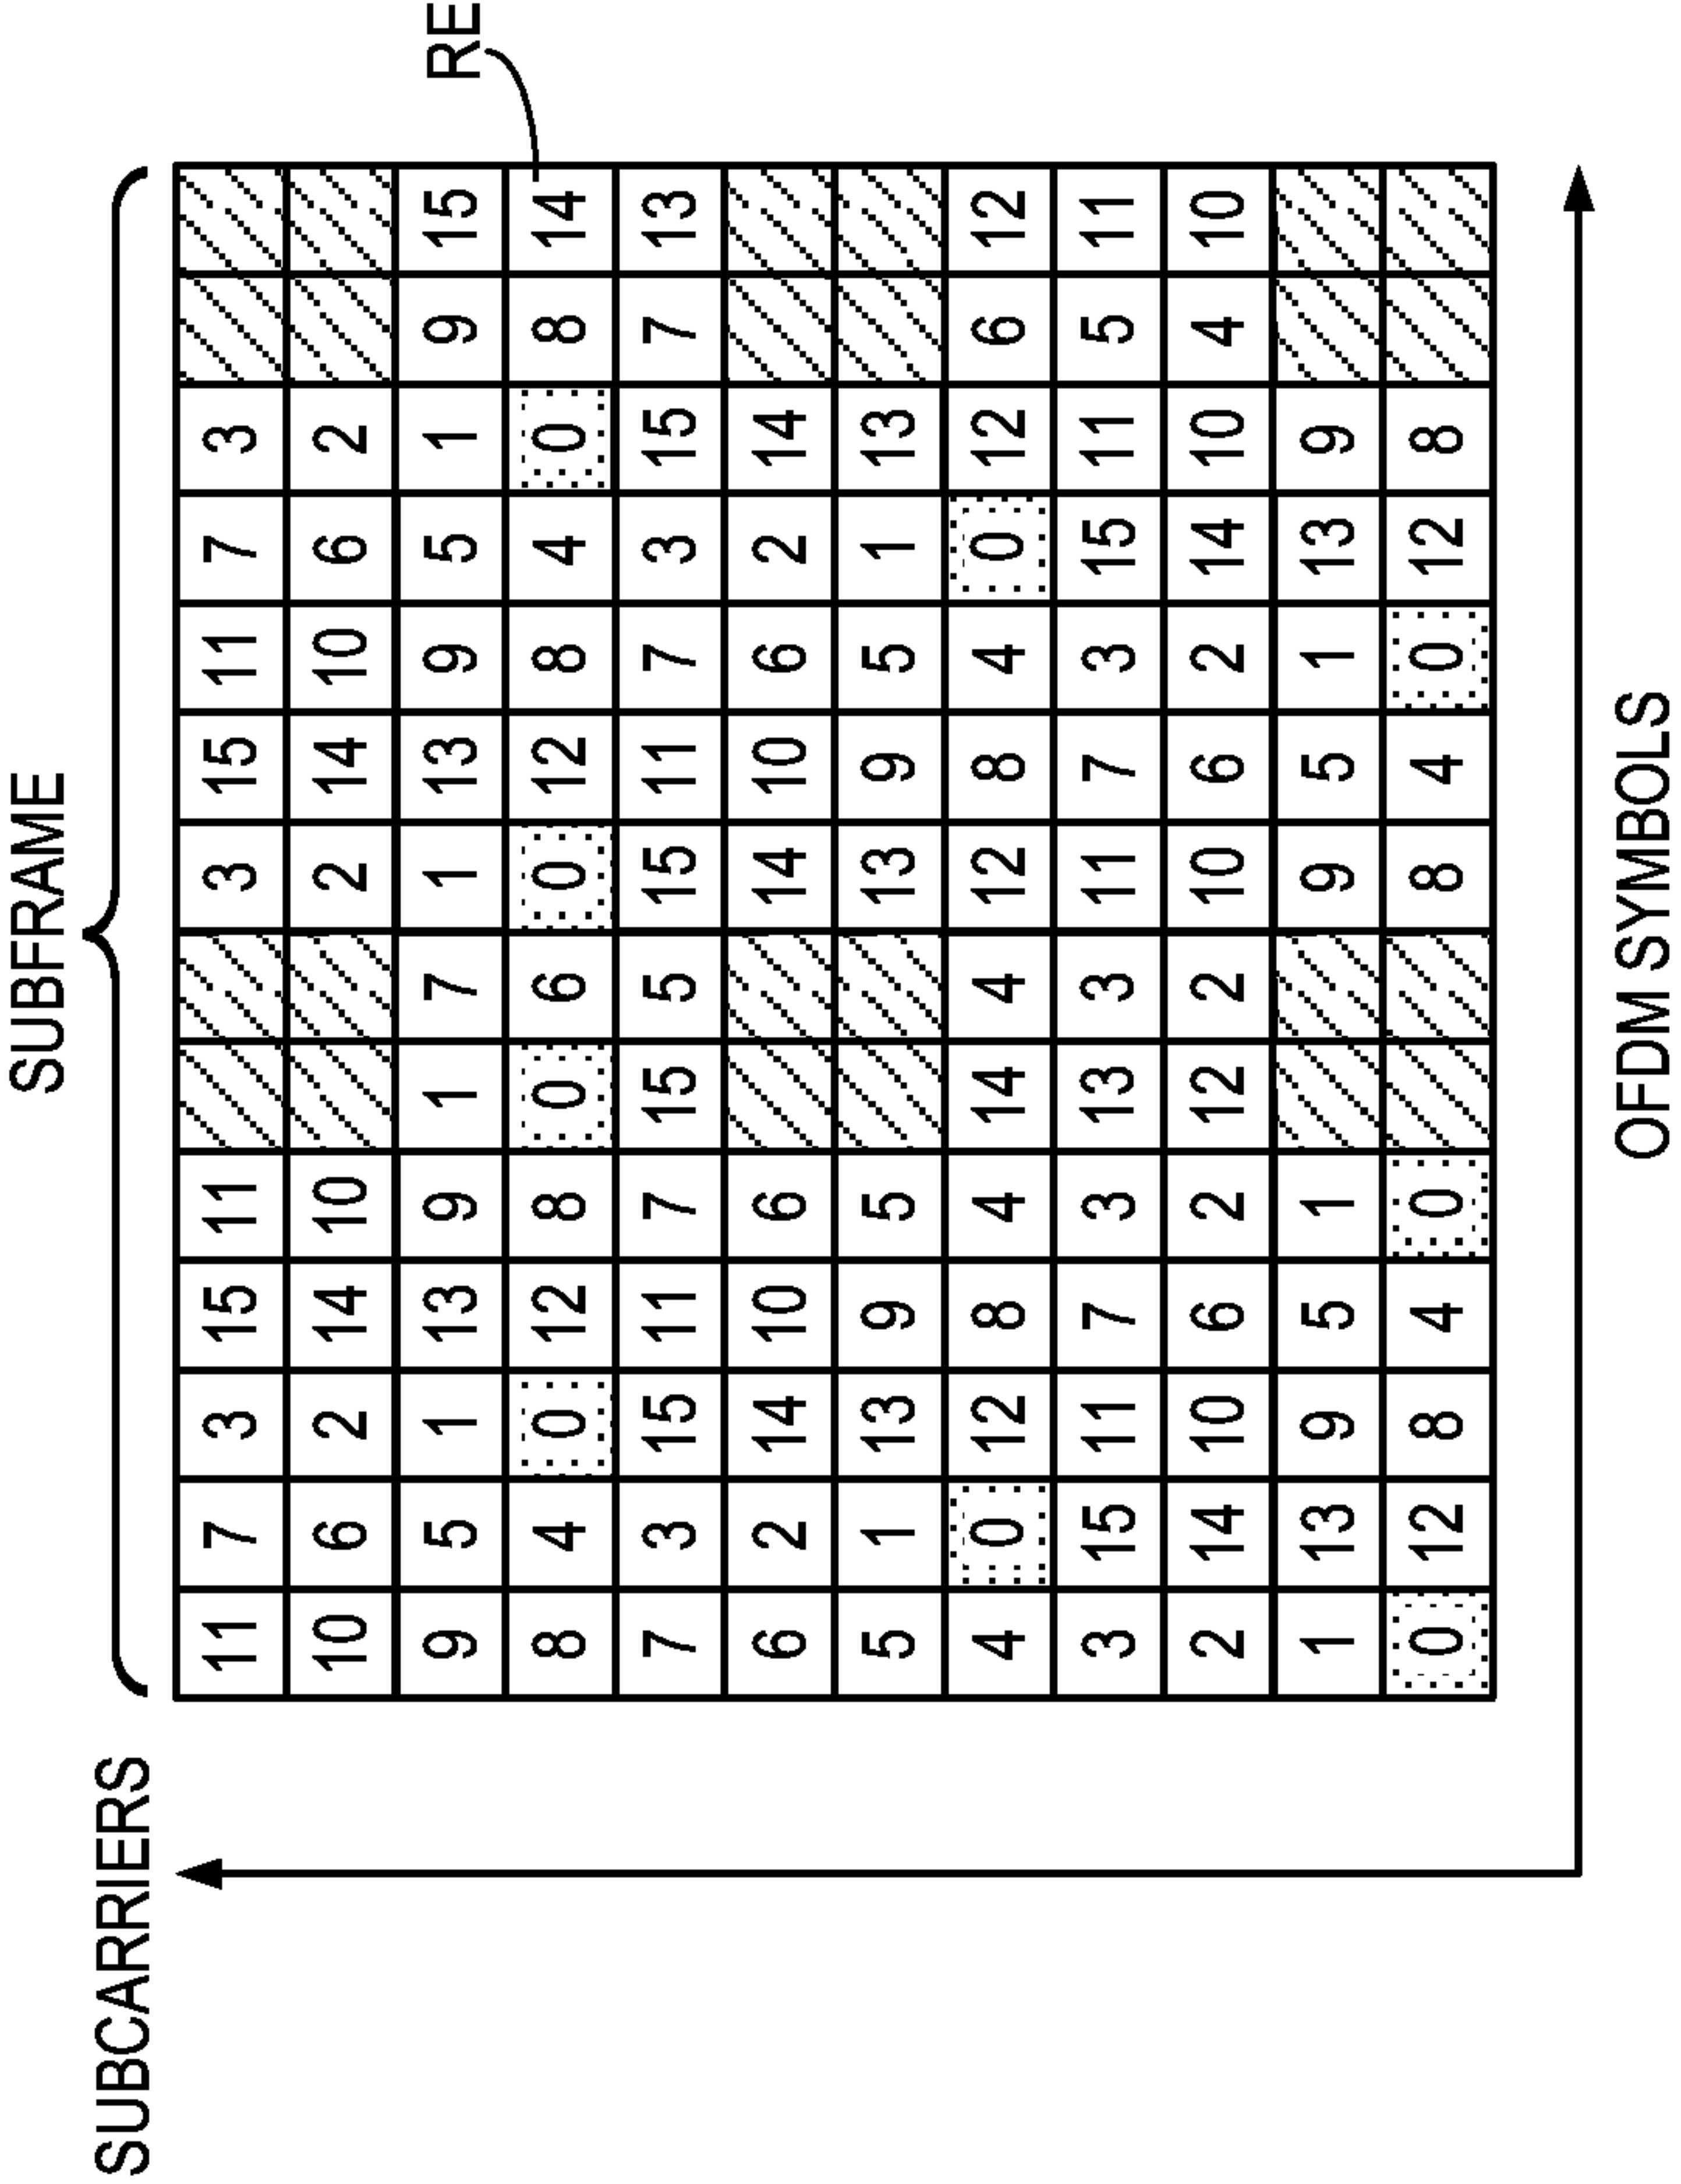 SUBFRAME
SUBCARRIERS
11 7 3 15 11 3 15 11 7 3
10 6 2 14 10 2 14 10 6 2
9 5 1 13 9 1 7 1 13 9 5 1 9 15
RE
8 4 0 12 8 0 6 0 12 8 4 0 8 14
7 3 15 11 7 15 5 15 11 7 3 15 7 13
6 2 14 10 6 14 10 6 2 14
5 1 13 9 5 13 9 5 1 13
4 0 12 8 4 14 4 12 8 4 0 12 6 12
3 15 11 7 3 13 3 11 7 3 15 11 5 11
2 14 10 6 2 12 2 10 6 2 14 10 4 10
1 13 9 5 1 9 5 1 13 9
0 12 8 4 0 8 4 0 12 8
OFDM SYMBOLS